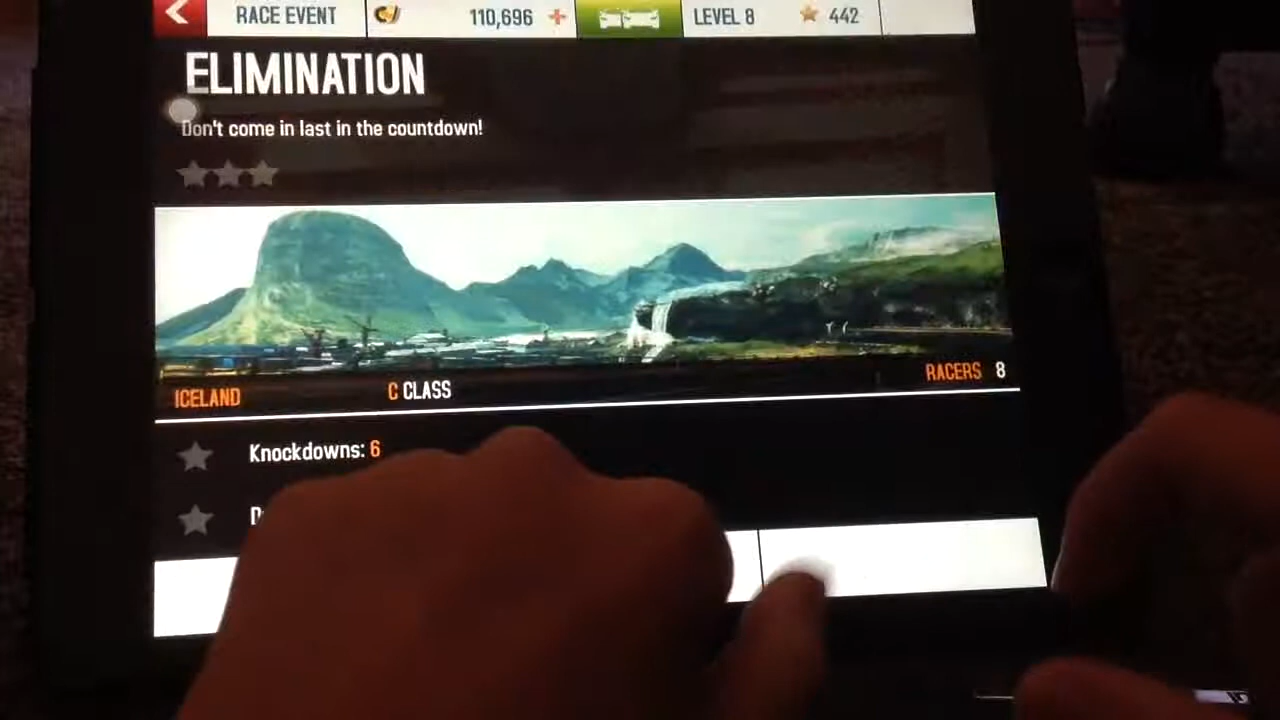 RACE EVENT
110,696
LEVEL 8
442
ELIMINATION
Don't come in last in the countdown!
ICELAND
C CLASS
RACERS 8
Knockdowns: 6